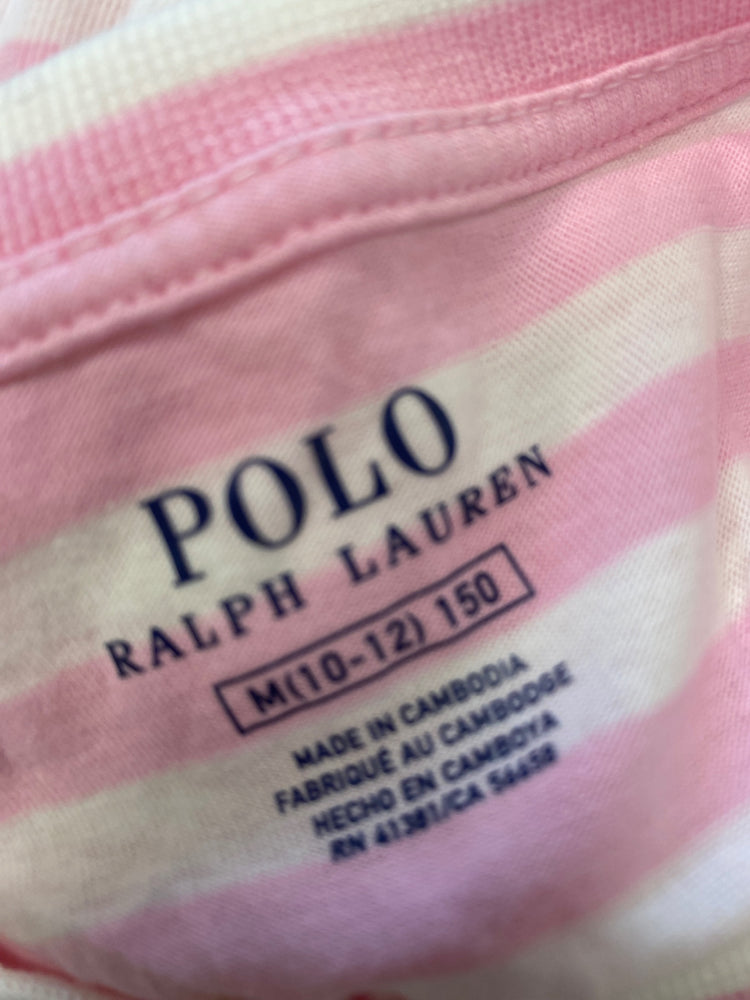 POLO
RALPH LAUREN
M(10-12) 150
MADE IN CAMBODIA
FABRIQUÉ AU CAMBODGE
HECHO EN CAMBOYA
RN 41381/CA 56658